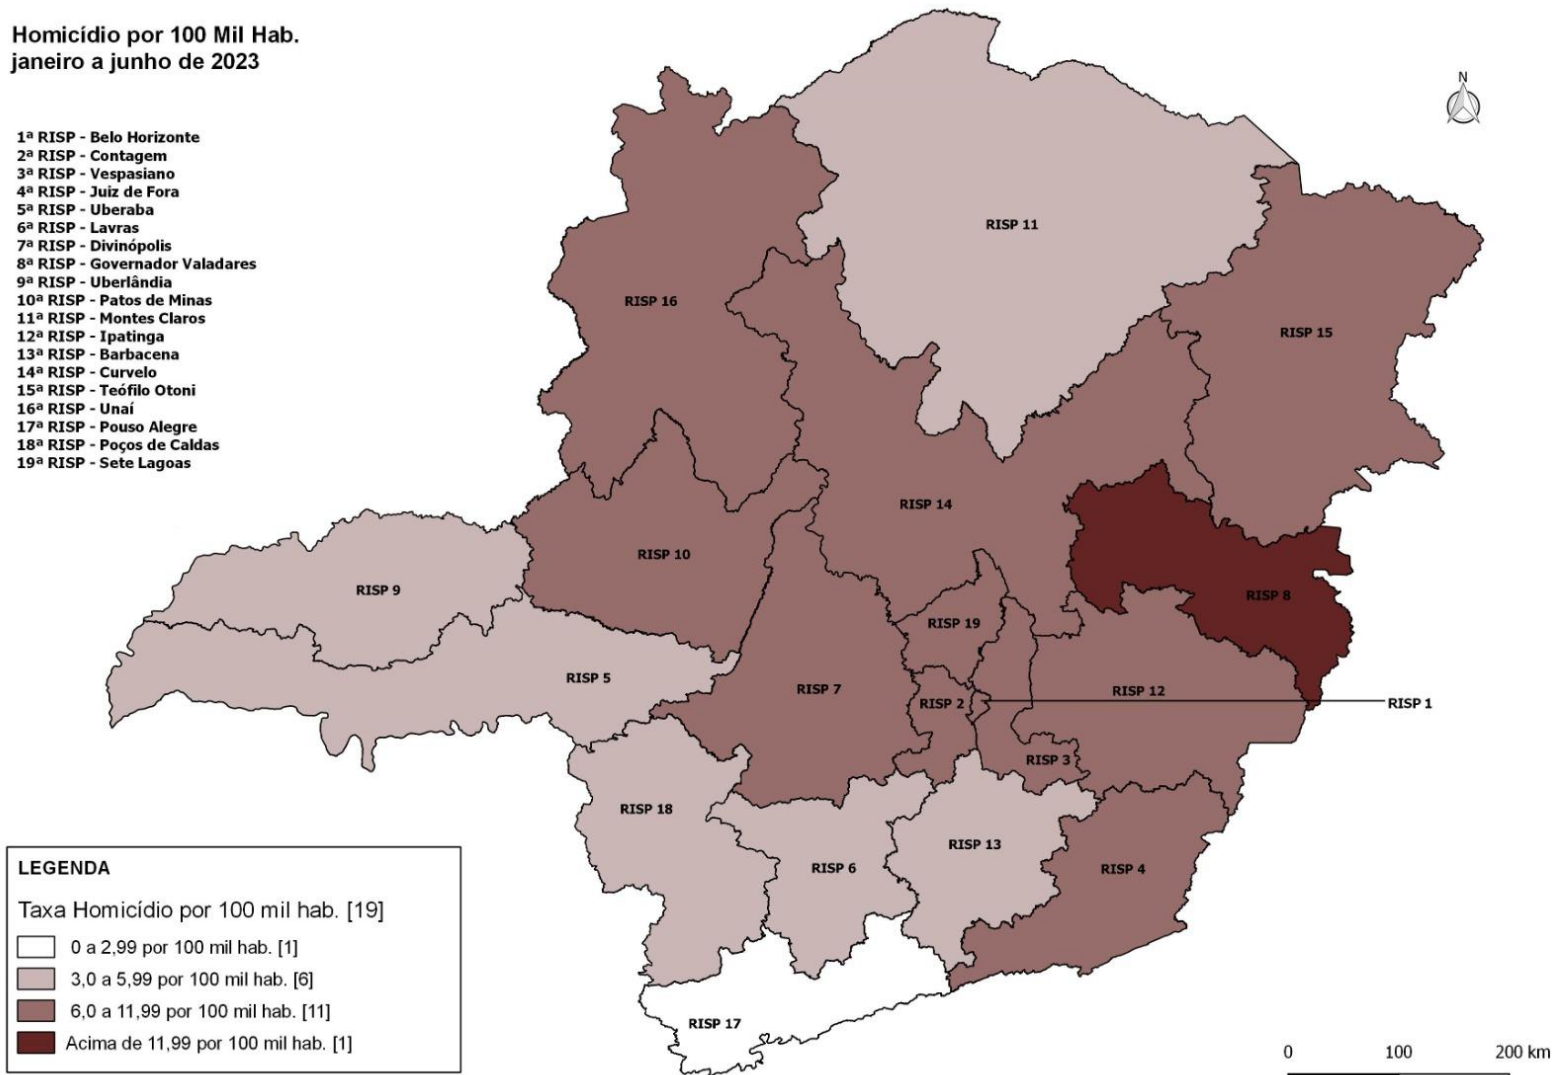 Homicídio por 100 Mil Hab.
janeiro a junho de 2023
N
1ª RISP - Belo Horizonte
2ª RISP - Contagem
3ª RISP - Vespasiano
4ª RISP - Juiz de Fora
5ª RISP - Uberaba
6ª RISP - Lavras
7ª RISP - Divinópolis
8ª RISP - Governador Valadares
9ª RISP - Uberlândia
10ª RISP - Patos de Minas
11ª RISP - Montes Claros
12ª RISP - Ipatinga
13ª RISP - Barbacena
14ª RISP - Curvelo
15ª RISP - Teófilo Otoni
16ª RISP - Unaí
17ª RISP - Pouso Alegre
18ª RISP - Poços de Caldas
19ª RISP - Sete Lagoas
RISP 11
RISP 16
RISP 15
RISP 14
RISP 10
RISP 9
RISP 8
RISP 19
RISP 5
RISP 7
RISP 12
RISP 2
RISP 1
RISP 3
RISP 18
RISP 13
RISP 6
RISP 4
RISP 17
LEGENDA
Taxa Homicídio por 100 mil hab. [19]
0 a 2,99 por 100 mil hab. [1]
3,0 a 5,99 por 100 mil hab. [6]
6,0 a 11,99 por 100 mil hab. [11]
Acima de 11,99 por 100 mil hab. [1]
0 100 200 km